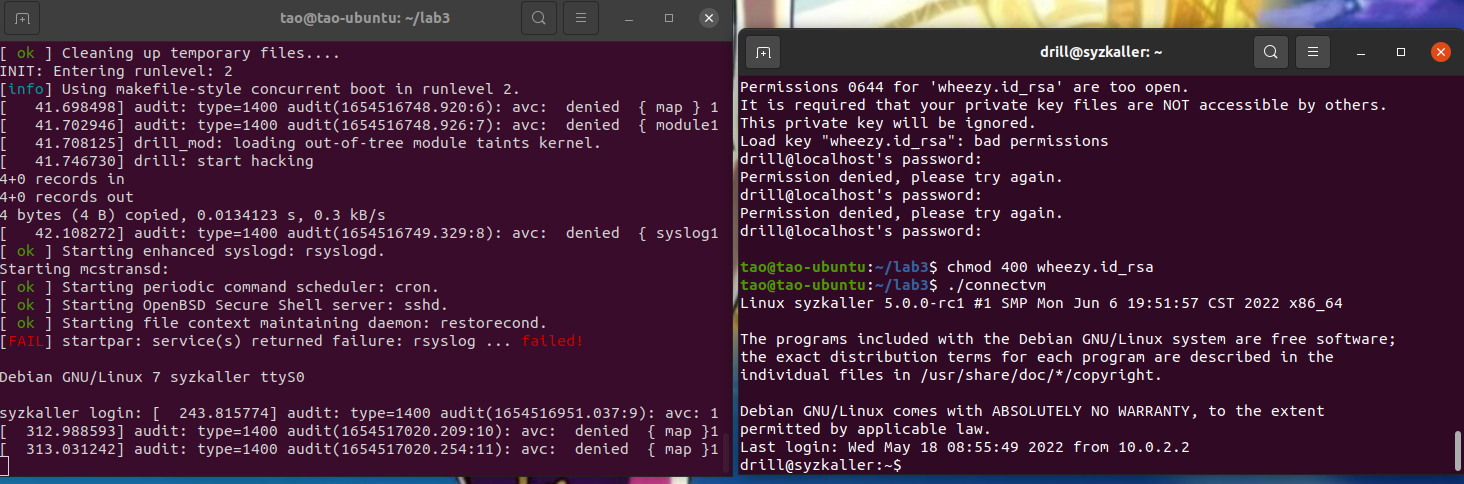 tao@tao-ubuntu: ~/lab3
[ ok ] Cleaning up temporary files....
INIT: Entering runlevel: 2
[info] Using makefile-style concurrent boot in runlevel 2.
[   41.698498] audit: type=1400 audit(1654516748.920:6): avc:  denied  { map } 1
[   41.702946] audit: type=1400 audit(1654516748.926:7): avc:  denied  { module1
[   41.708125] drill_mod: loading out-of-tree module taints kernel.
[   41.746730] drill: start hacking
4+0 records in
4+0 records out
4 bytes (4 B) copied, 0.0134123 s, 0.3 kB/s
[   42.108272] audit: type=1400 audit(1654516749.329:8): avc:  denied  { syslog1
[ ok ] Starting enhanced syslogd: rsyslogd.
Starting mcstransd:
[ ok ] Starting periodic command scheduler: cron.
[ ok ] Starting OpenBSD Secure Shell server: sshd.
[ ok ] Starting file context maintaining daemon: restorecond.
[FAIL] startpar: service(s) returned failure: rsyslog ... failed!
Debian GNU/Linux 7 syzkaller ttyS0
syzkaller login: [  243.815774] audit: type=1400 audit(1654516951.037:9): avc: 1
[  312.988593] audit: type=1400 audit(1654517020.209:10): avc:  denied  { map }1
[  313.031242] audit: type=1400 audit(1654517020.254:11): avc:  denied  { map }1
drill@syzkaller: ~
Permissions 0644 for 'wheezy.id_rsa' are too open.
It is required that your private key files are NOT accessible by others.
This private key will be ignored.
Load key "wheezy.id_rsa": bad permissions
drill@localhost's password:
Permission denied, please try again.
drill@localhost's password:
Permission denied, please try again.
drill@localhost's password:
tao@tao-ubuntu:~/lab3$ chmod 400 wheezy.id_rsa
tao@tao-ubuntu:~/lab3$ ./connectvm
Linux syzkaller 5.0.0-rc1 #1 SMP Mon Jun 6 19:51:57 CST 2022 x86_64
The programs included with the Debian GNU/Linux system are free software;
the exact distribution terms for each program are described in the
individual files in /usr/share/doc/*/copyright.
Debian GNU/Linux comes with ABSOLUTELY NO WARRANTY, to the extent
permitted by applicable law.
Last login: Wed May 18 08:55:49 2022 from 10.0.2.2
drill@syzkaller:~$